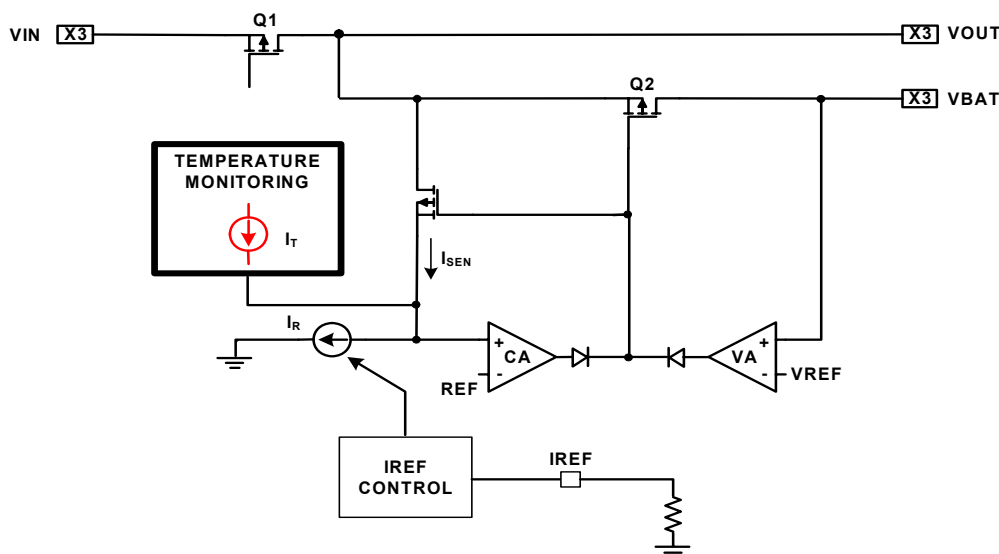 Q1
VIN X3
X3 VOUT
Q2
X3 VBAT
TEMPERATURE
MONITORING
IT
ISEN
IR
+
CA
-
REF
+
VA
-
VREF
IREF
CONTROL
IREF